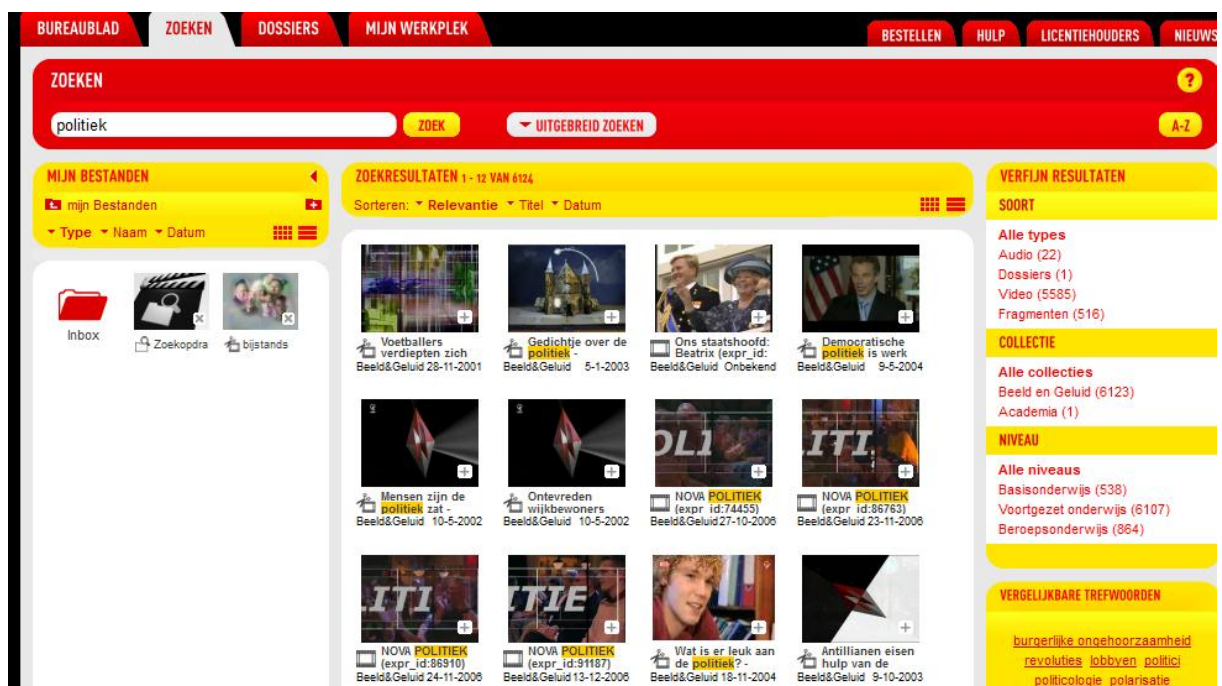 BUREAUBLAD ZOEKEN DOSSIERS MIJN WERKPLEK BESTELLEN HULP LICENTIEHOUDERS NIEUWS
ZOEKEN
?
politiek ZOEK UITGEBREID ZOEKEN A-Z
MIJN BESTANDEN
mijn Bestanden
Type Naam Datum
Inbox
Zoekopdra
bijstands
ZOEKRESULTATEN 1 - 12 VAN 6124
Sorteren: Relevantie Titel Datum
Voetballers
verdiepten zich
Beeld&Geluid 28-11-2001
Gedichtje over de
politiek -
Beeld&Geluid 5-1-2003
Ons staatshoofd:
Beatrix (expr_id:
Beeld&Geluid Onbekend
Democratische
politiek is werk
Beeld&Geluid 9-5-2004
Mensen zijn de
politiek zat -
Beeld&Geluid 10-5-2002
Ontevreden
wijkbewoners
Beeld&Geluid 10-5-2002
OLI
NOVA POLITIEK
(expr_id:74455)
Beeld&Geluid 27-10-2006
ITI
NOVA POLITIEK
(expr_id:86763)
Beeld&Geluid 23-11-2006
ITI
NOVA POLITIEK
(expr_id:86910)
Beeld&Geluid 24-11-2006
ITIE
NOVA POLITIEK
(expr_id:91187)
Beeld&Geluid 13-12-2006
Wat is er leuk aan
de politiek? -
Beeld&Geluid 18-11-2004
Antillianen eisen
hulp van de
Beeld&Geluid 9-10-2003
VERFIJN RESULTATEN
SOORT
Alle types
Audio (22)
Dossiers (1)
Video (5585)
Fragmenten (516)
COLLECTIE
Alle collecties
Beeld en Geluid (6123)
Academia (1)
NIVEAU
Alle niveaus
Basisonderwijs (538)
Voortgezet onderwijs (6107)
Beroepsonderwijs (864)
VERGELIJKBARE TREFWOORDEN
burgerlijke ongehoorzaamheid
revoluties lobbyen politici
politicologie polarisatie